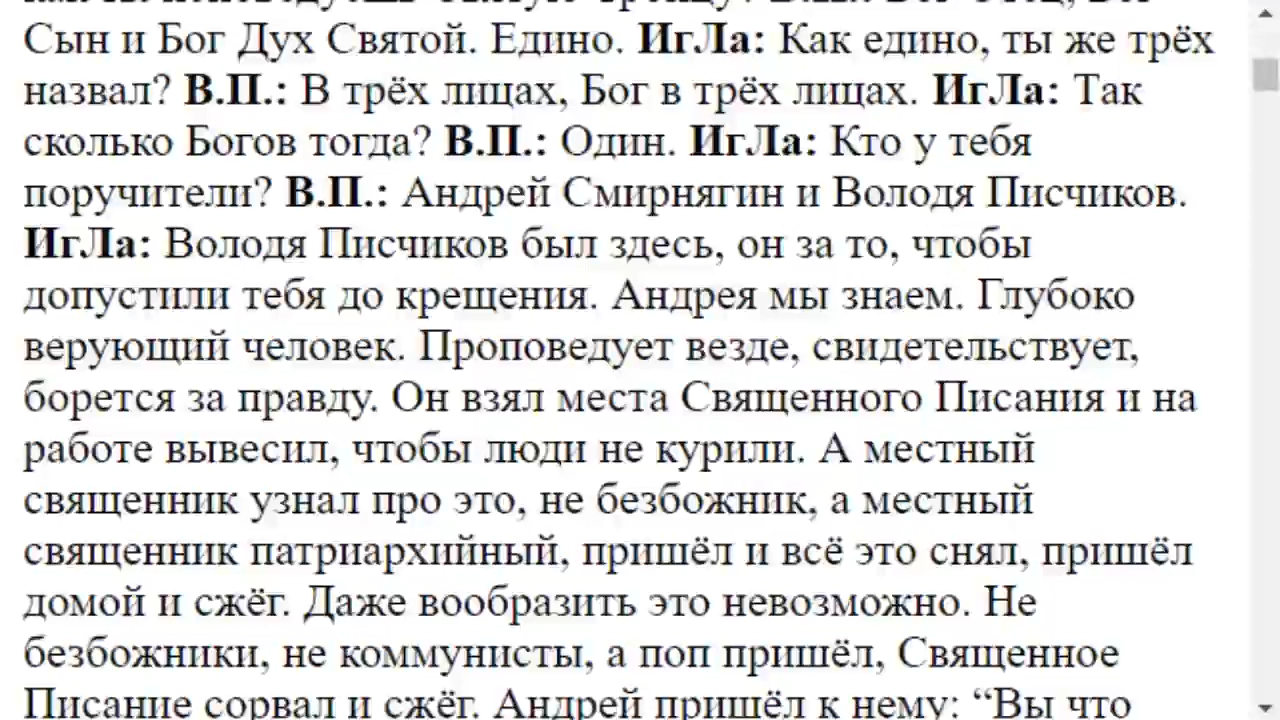 Сын и Бог Дух Святой. Едино. ИгЛа: Как едино, ты же трёх
назвал? В.П.: В трёх лицах, Бог в трёх лицах. ИгЛа: Так
сколько Богов тогда? В.П.: Один. ИгЛа: Кто у тебя
поручители? В.П.: Андрей Смирнягин и Володя Писчиков.
ИгЛа: Володя Писчиков был здесь, он за то, чтобы
допустили тебя до крещения. Андрея мы знаем. Глубоко
верующий человек. Проповедует везде, свидетельствует,
борется за правду. Он взял места Священного Писания и на
работе вывесил, чтобы люди не курили. А местный
священник узнал про это, не безбожник, а местный
священник патриархийный, пришёл и всё это снял, пришёл
домой и сжёг. Даже вообразить это невозможно. Не
безбожники, не коммунисты, а поп пришёл, Священное
Писание сорвал и сжёг. Андрей пришёл к нему: “Вы что